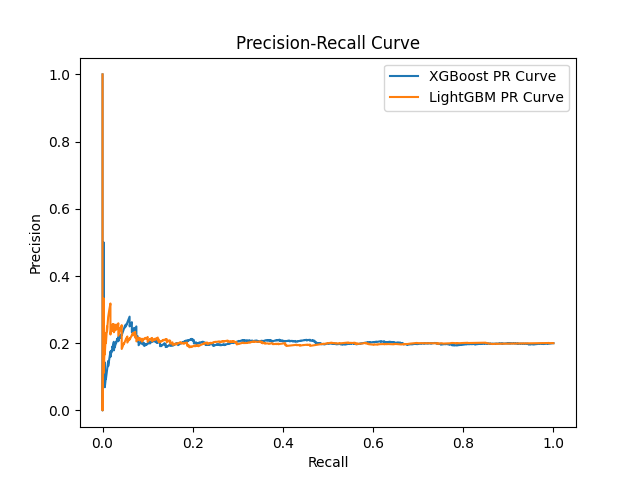 Precision-Recall Curve
XGBoost PR Curve
LightGBM PR Curve
1.0
0.8
0.6
0.4
0.2
0.0
Precision
0.0 0.2 0.4 0.6 0.8 1.0
Recall